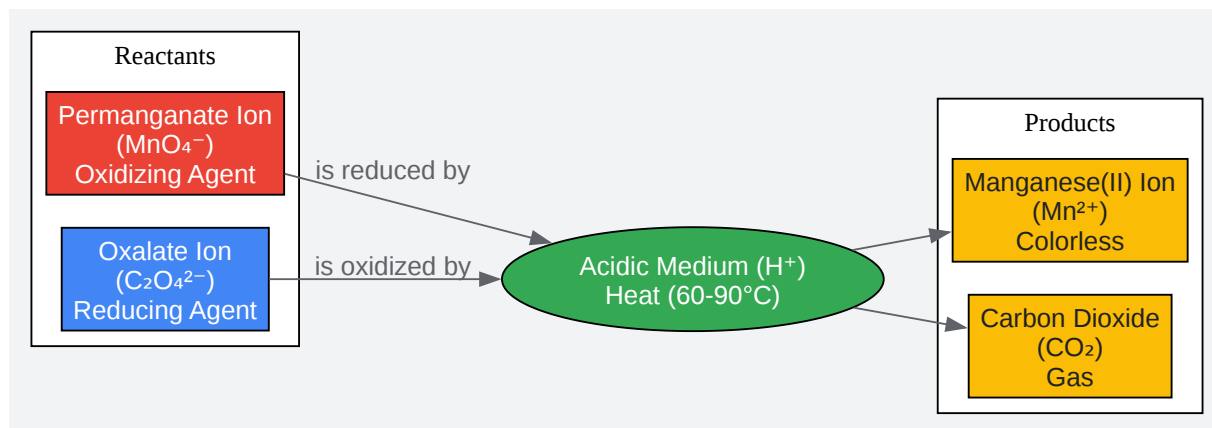 Reactants
Permanganate Ion
(MnO₄⁻)
Oxidizing Agent
is reduced by
Oxalate Ion
(C₂O₄²⁻)
Reducing Agent
is oxidized by
Acidic Medium (H⁺)
Heat (60-90°C)
Products
Manganese(II) Ion
(Mn²⁺)
Colorless
Carbon Dioxide
(CO₂)
Gas